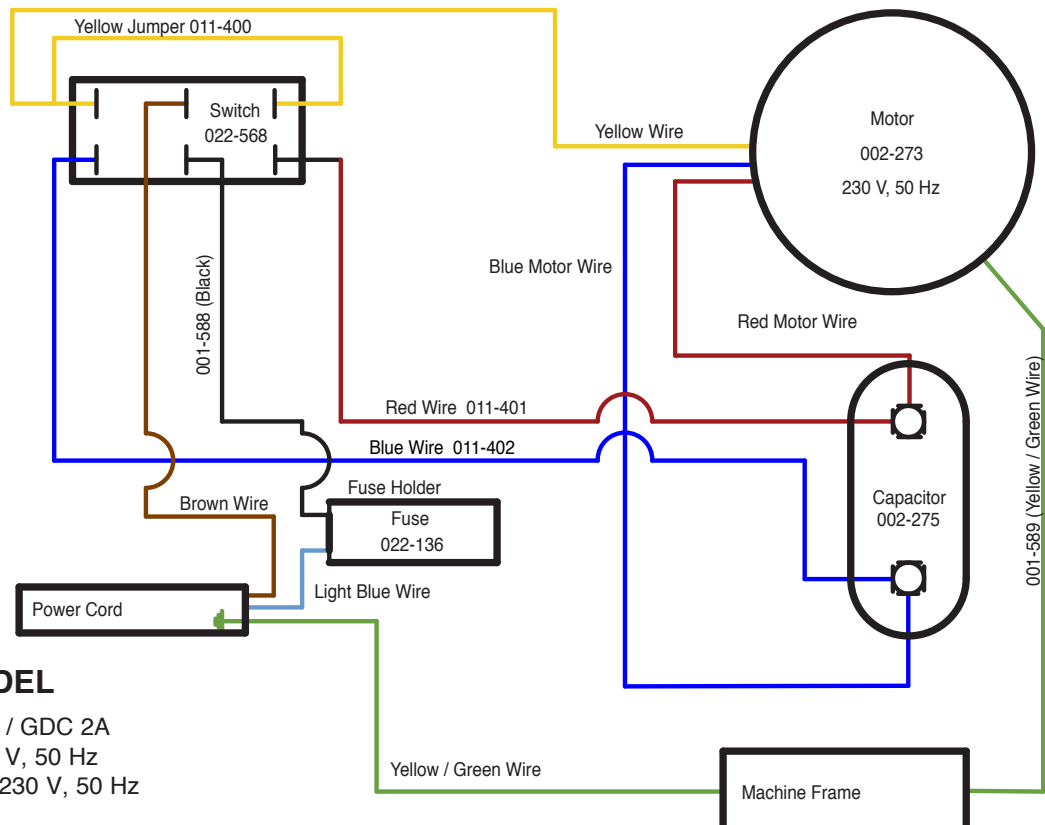 Yellow Jumper 011-400
Switch
022-568
Yellow Wire
Motor
002-273
230 V, 50 Hz
Blue Motor Wire
001-588 (Black)
Red Motor Wire
Red Wire 011-401
Blue Wire 011-402
001-589 (Yellow / Green Wire)
Fuse Holder
Brown Wire
Fuse
022-136
Capacitor
002-275
Light Blue Wire
Power Cord
DEL
/ GDC 2A
V, 50 Hz
230 V, 50 Hz
Yellow / Green Wire
Machine Frame